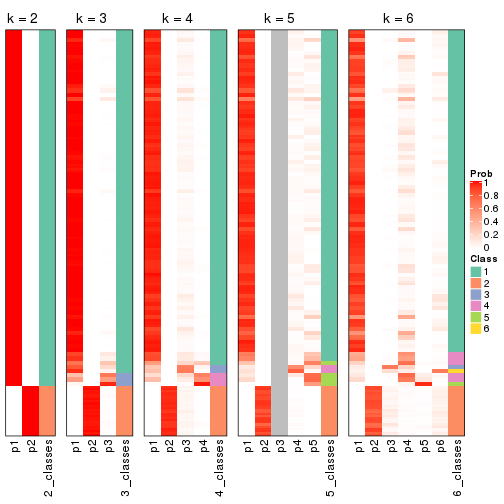 k = 2
k = 3
k = 4
k = 5
k = 6
p1
p2
2_classes
p1
p2
p3
3_classes
p1
p2
p3
p4
4_classes
p1
p2
p3
p4
p5
5_classes
p1
p2
p3
p4
p5
p6
6_classes
Prob
1
0.8
0.6
0.4
0.2
0
Class
1
2
3
4
5
6